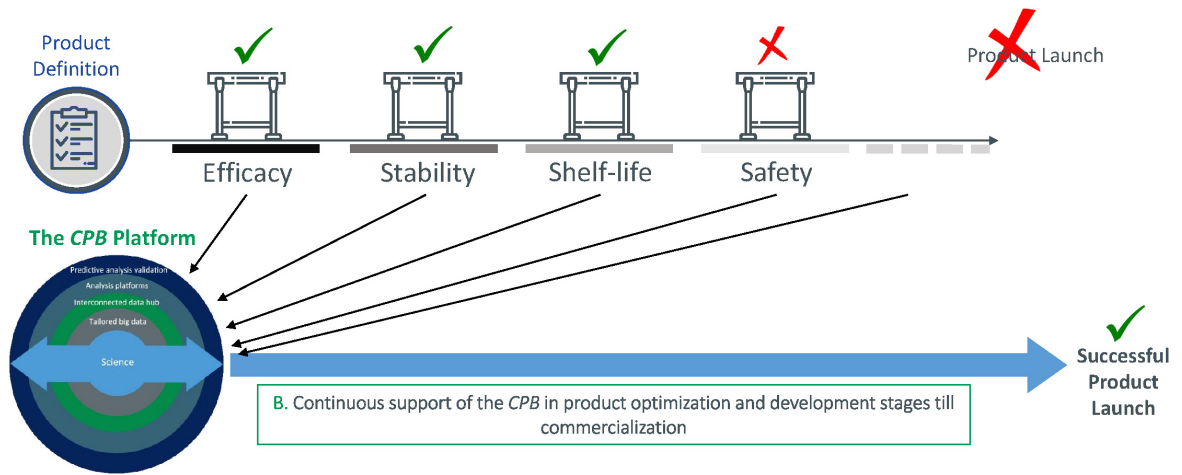 Product
Definition
Product Launch
Efficacy
Stability
Shelf-life
Safety
The CPB Platform
Predictive analysis validation
Analysis platforms
Interconnected data hub
Tailored big data
Science
Successful
Product
Launch
B. Continuous support of the CPB in product optimization and development stages till
commercialization